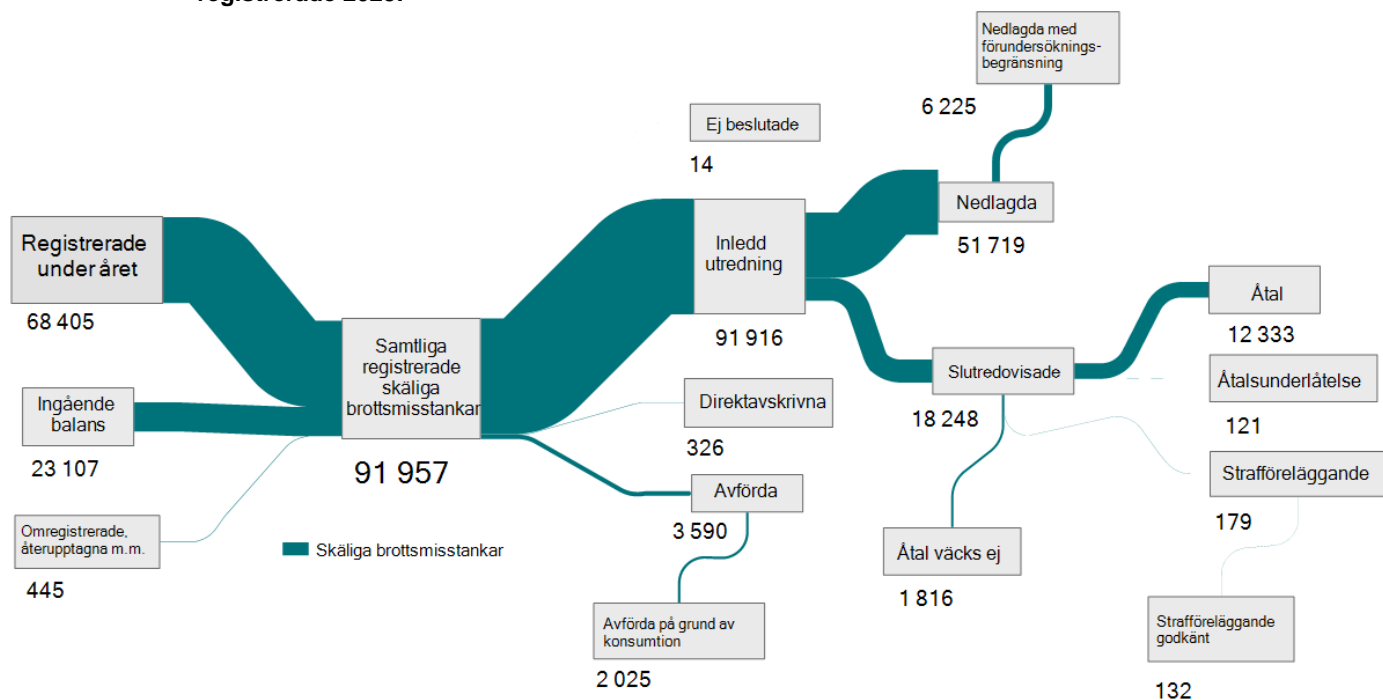 registrerade 2023.
Nedlagda med
förundersöknings-
begränsning
6 225
Ej beslutade
14
Nedlagda
51 719
Registrerade
under året
68 405
Inledd
utredning
91 916
Åtal
12 333
Samtliga
registrerade
skäliga
brottsmisstankar
91 957
Slutredovisade
18 248
Åtalsunderlåtelse
121
Ingående
balans
23 107
Direktavskrivna
326
Strafföreläggande
179
Avförda
3 590
Omregistrerade,
återupptagna m.m.
445
Skäliga brottsmisstankar
Åtal väcks ej
1 816
Avförda på grund av
konsumtion
2 025
Strafföreläggande
godkänt
132